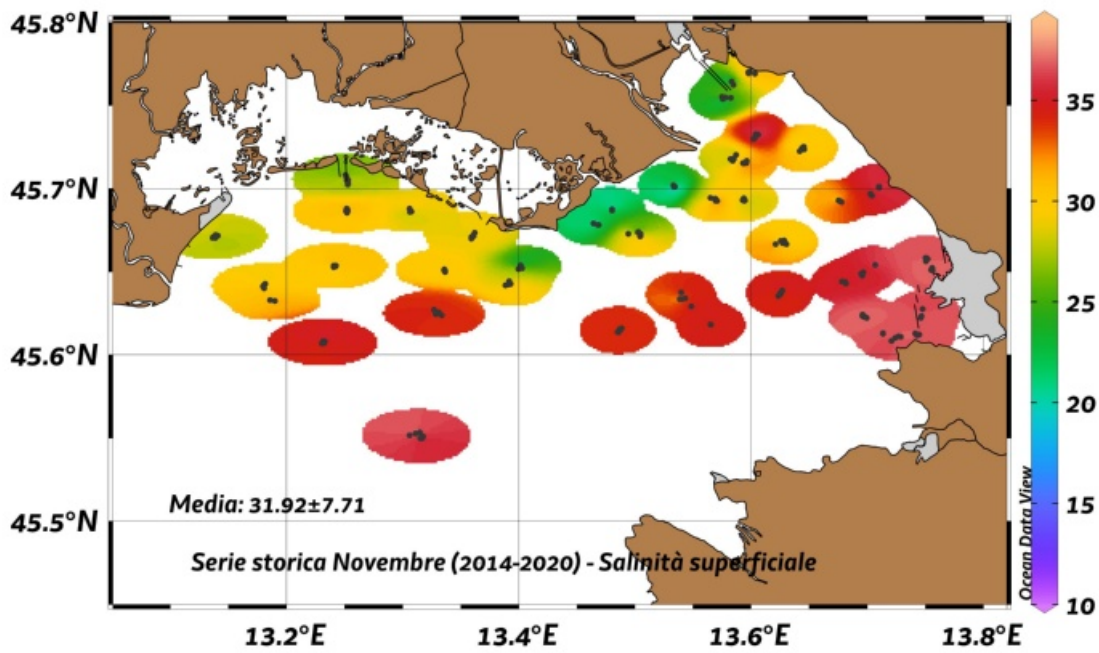 45.8°N
45.7°N
45.6°N
45.5°N
13.2°E 13.4°E 13.6°E 13.8°E
Media: 31.92±7.71
Serie storica Novembre (2014-2020) - Salinità superficiale
Ocean Data View
35
30
25
20
15
10